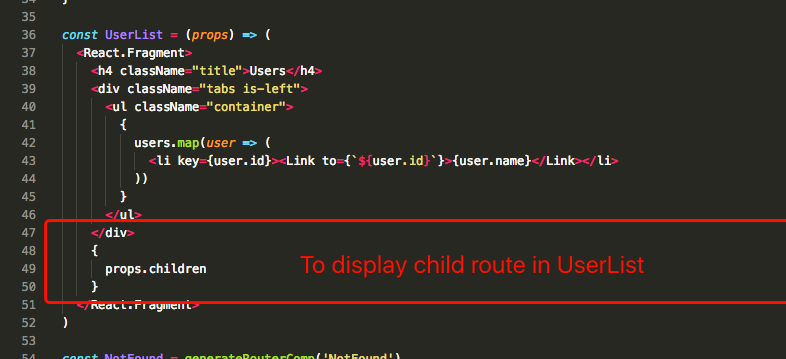 34 }
35
36 const UserList = (props) => (
37 <React.Fragment>
38 <h4 className="title">Users</h4>
39 <div className="tabs is-left">
40 <ul className="container">
41 {
42 users.map(user => (
43 <li key={user.id}><Link to={`${user.id}`}>{user.name}</Link></li>
44 ))
45 }
46 </ul>
47 </div>
48 {
49 props.children
50 }
To display child route in UserList
51 </React.Fragment>
52 )
53
54 const NotFound = generateRouterComp('NotFound')